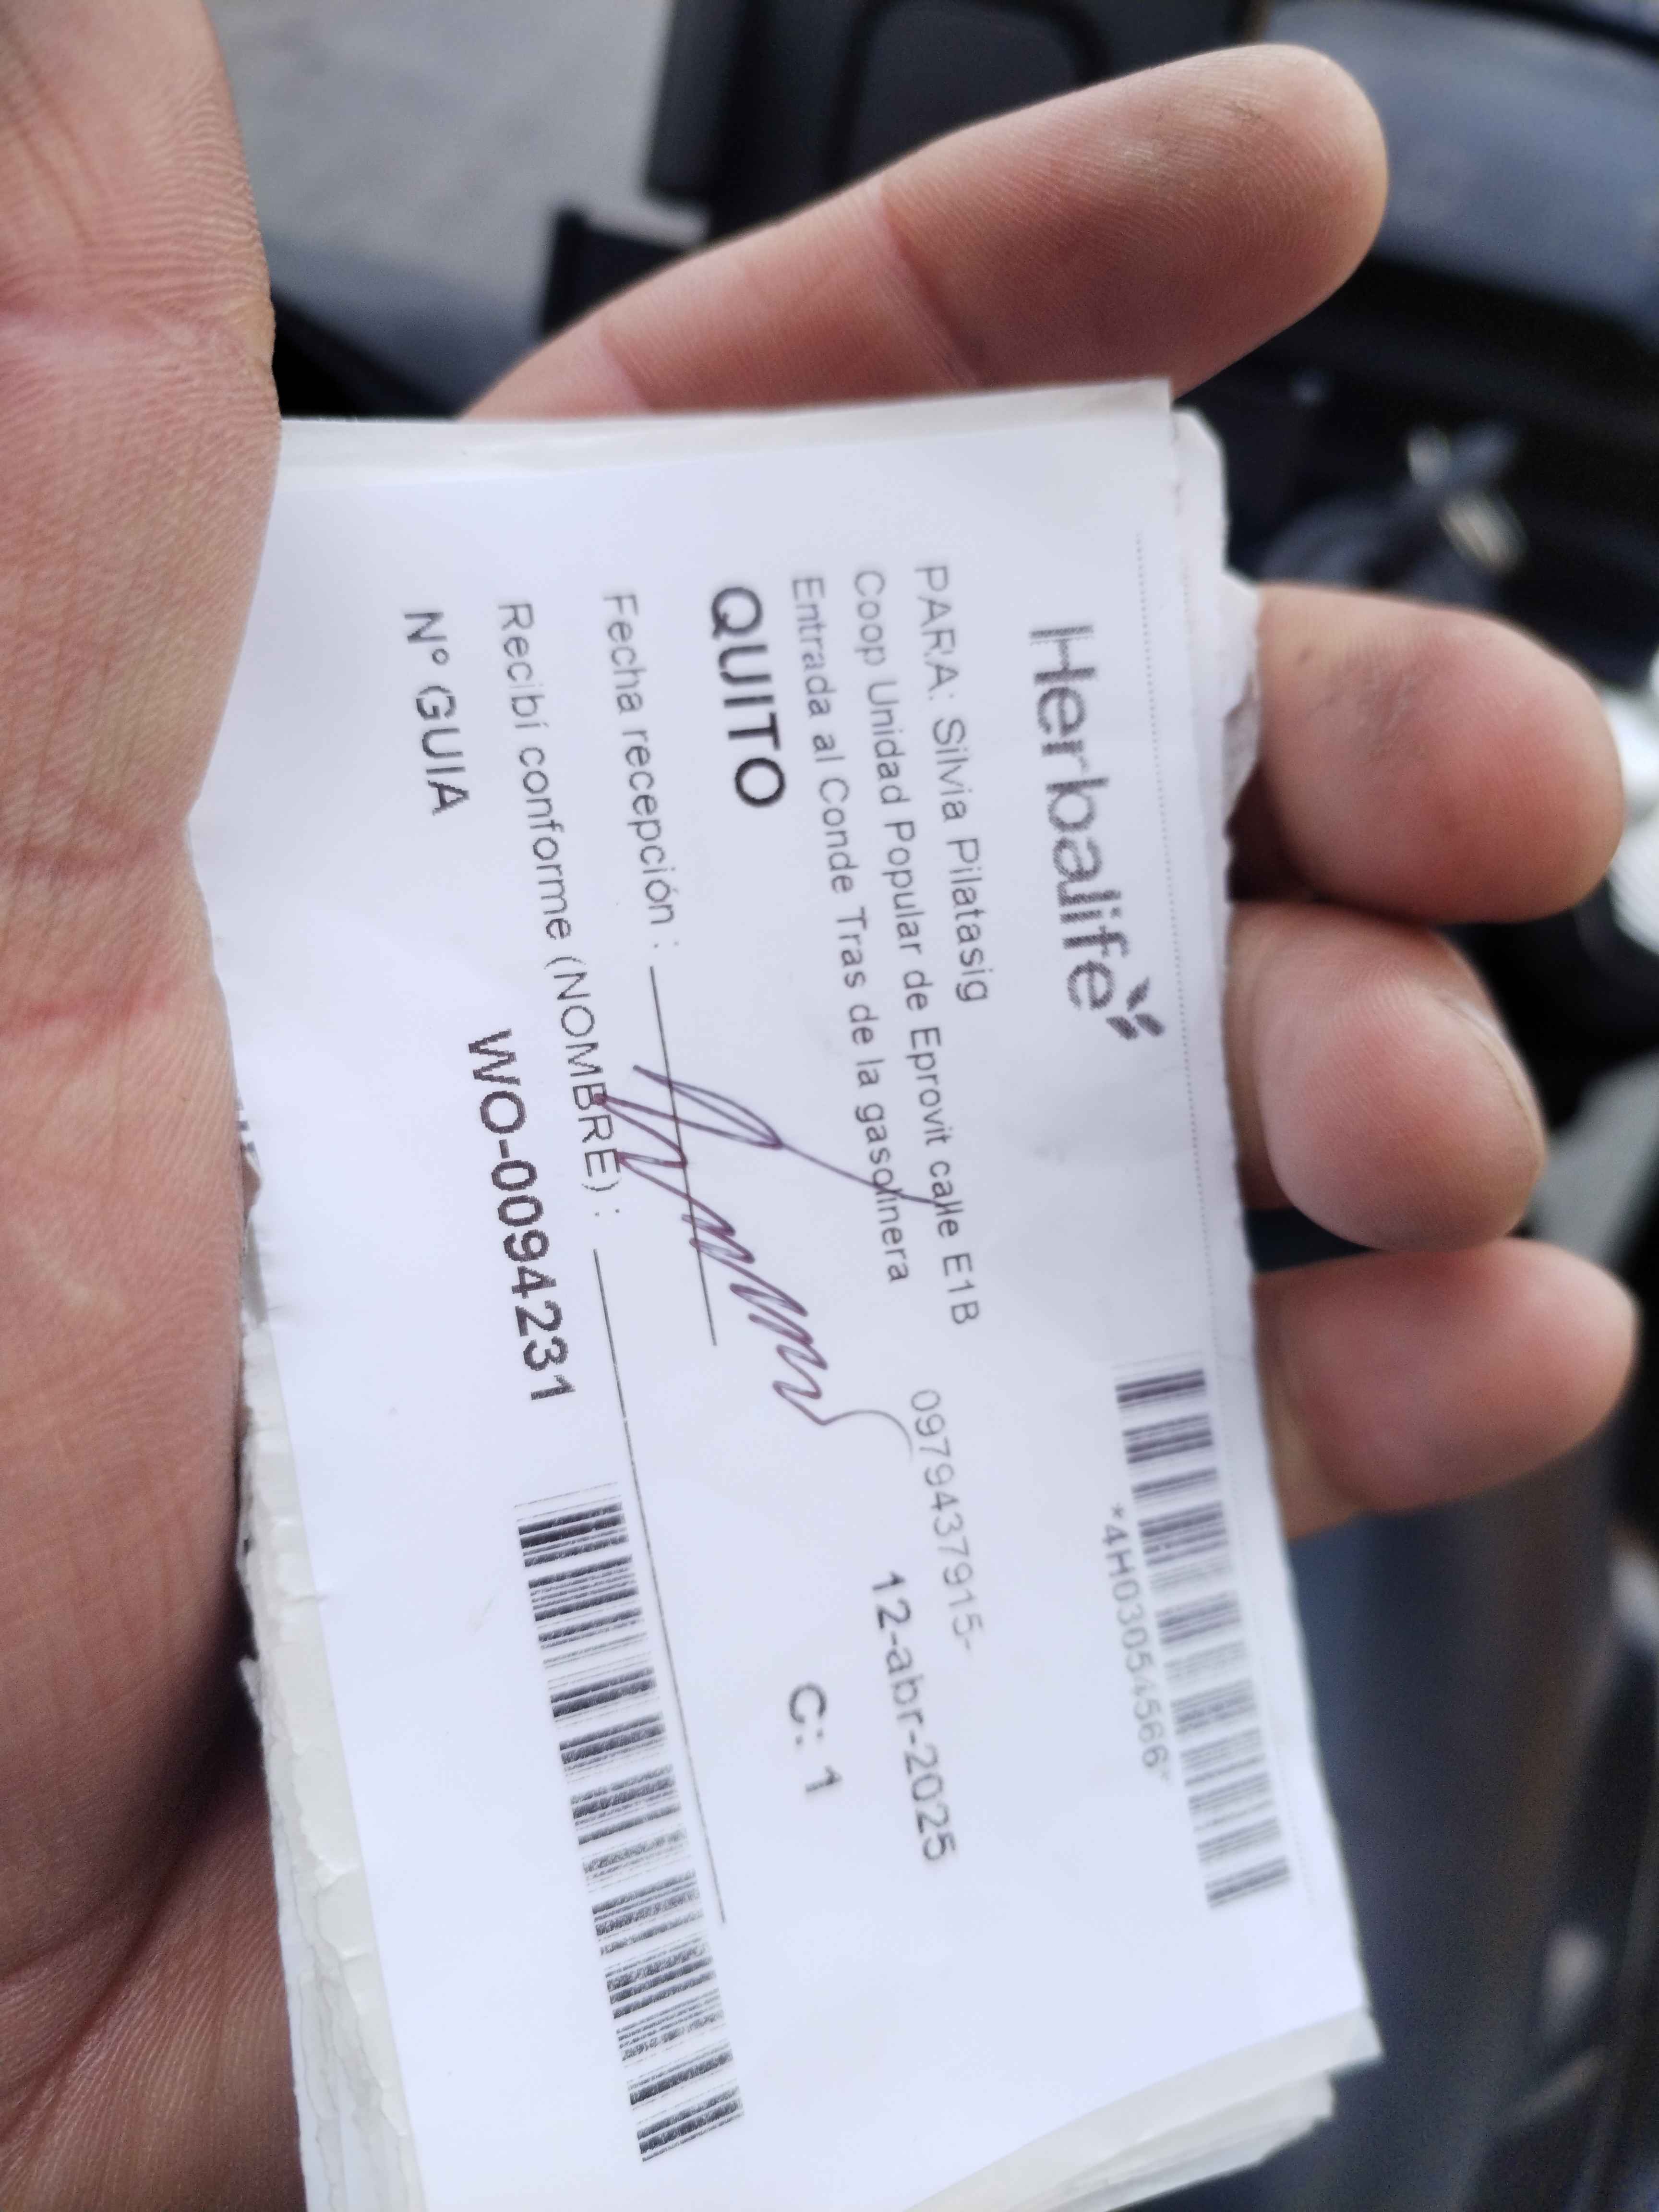 Herbalife
*4H03054566*
PARA: Silvia Pilatasig
Coop Unidad Popular de Eprovit calle E1B 0979437915-
Entrada al Conde Tras de la gasolinera 12-abr-2025
QUITO C: 1
Fecha recepción :
Recibí conforme (NOMBRE) :
Nº GUIA WO-0094231